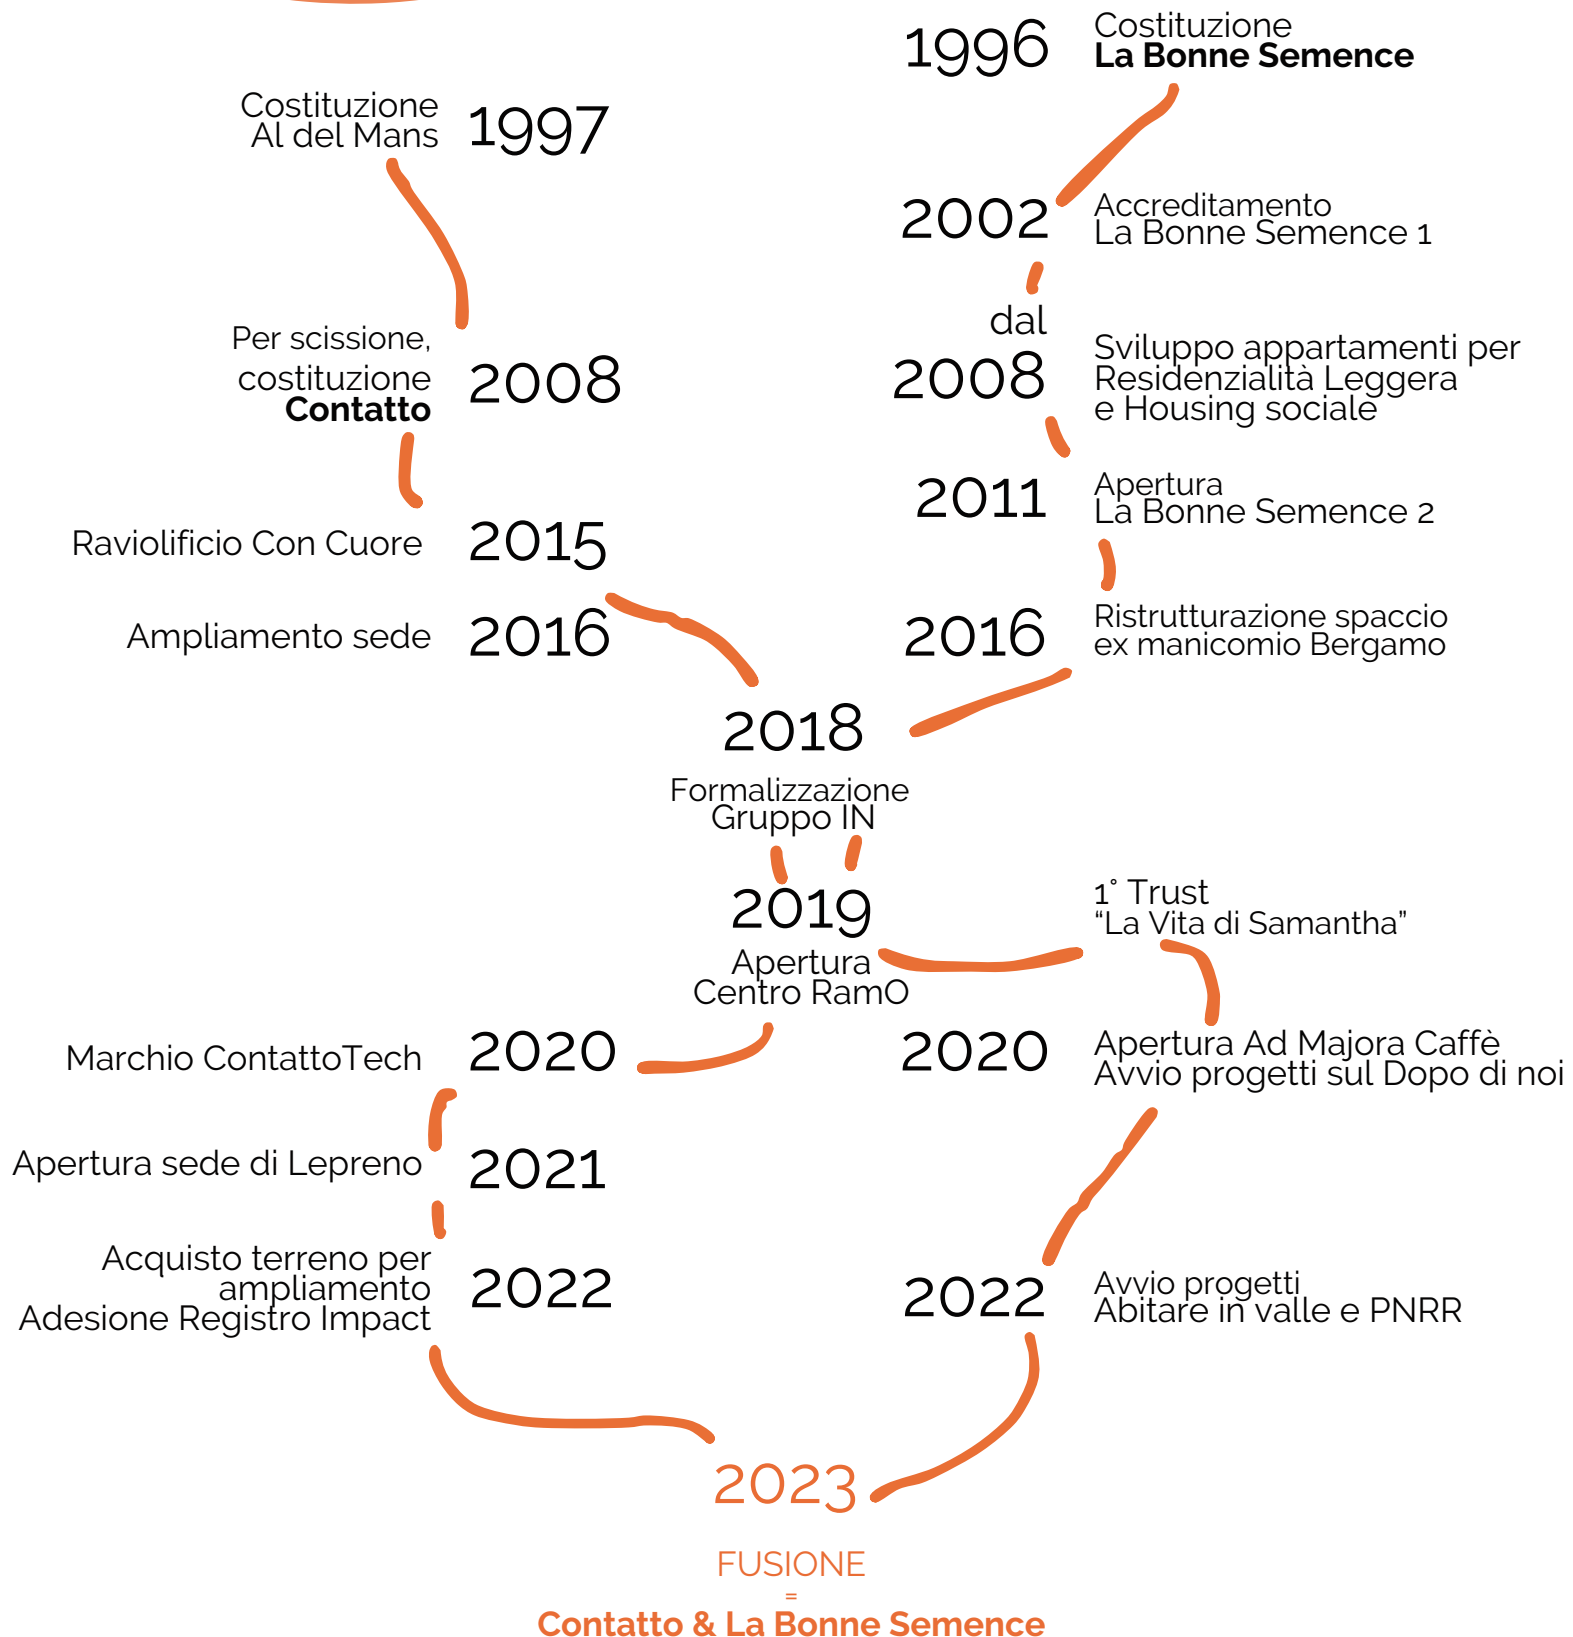 1996
Costituzione
La Bonne Semence
Costituzione
Al del Mans
1997
2002
Accreditamento
La Bonne Semence 1
Per scissione,
costituzione
Contatto
2008
dal
2008
Sviluppo appartamenti per
Residenzialità Leggera
e Housing sociale
2011
Apertura
La Bonne Semence 2
Raviolificio Con Cuore
2015
Ampliamento sede
2016
2016
Ristrutturazione spaccio
ex manicomio Bergamo
2018
Formalizzazione
Gruppo IN
2019
Apertura
Centro RamO
1° Trust
“La Vita di Samantha”
Marchio ContattoTech
2020
2020
Apertura Ad Majora Caffè
Avvio progetti sul Dopo di noi
Apertura sede di Lepreno
2021
Acquisto terreno per
ampliamento
Adesione Registro Impact
2022
2022
Avvio progetti
Abitare in valle e PNRR
2023
FUSIONE
=
Contatto & La Bonne Semence